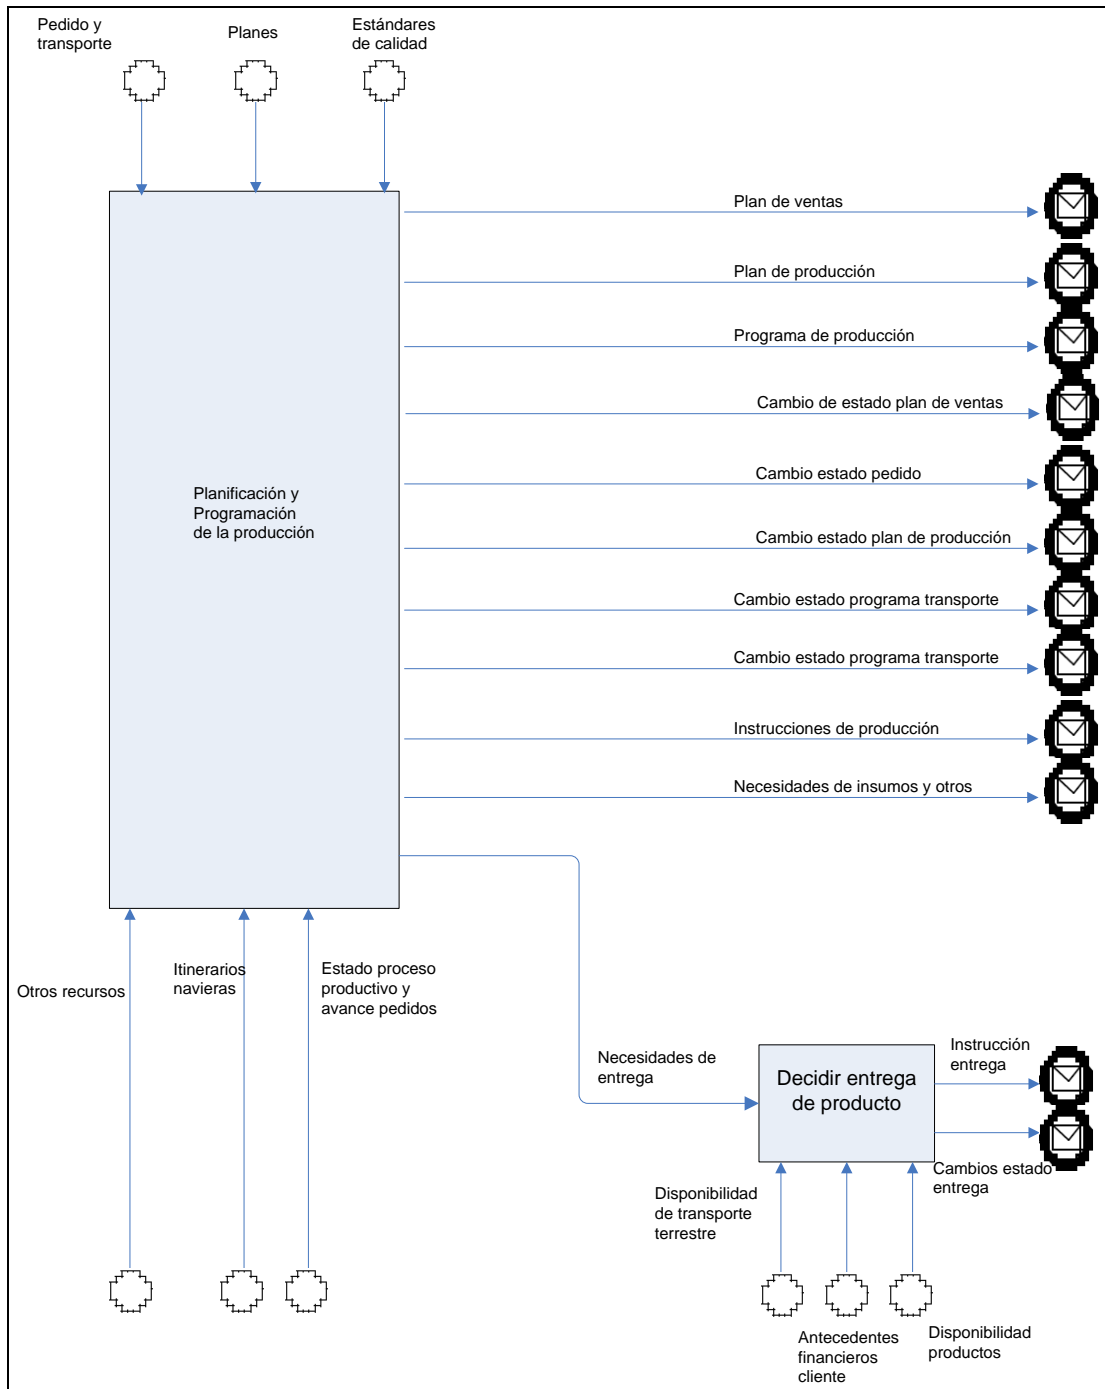 Pedido y
transporte
Planes
Estándares
de calidad
Plan de ventas
Plan de producción
Programa de producción
Cambio de estado plan de ventas
Cambio estado pedido
Planificación y
Programación
de la producción
Cambio estado plan de producción
Cambio estado programa transporte
Cambio estado programa transporte
Instrucciones de producción
Necesidades de insumos y otros
Otros recursos
Itinerarios
navieras
Estado proceso
productivo y
avance pedidos
Necesidades de
entrega
Decidir entrega
de producto
Instrucción
entrega
Cambios estado
entrega
Disponibilidad
de transporte
terrestre
Antecedentes
financieros
cliente
Disponibilidad
productos